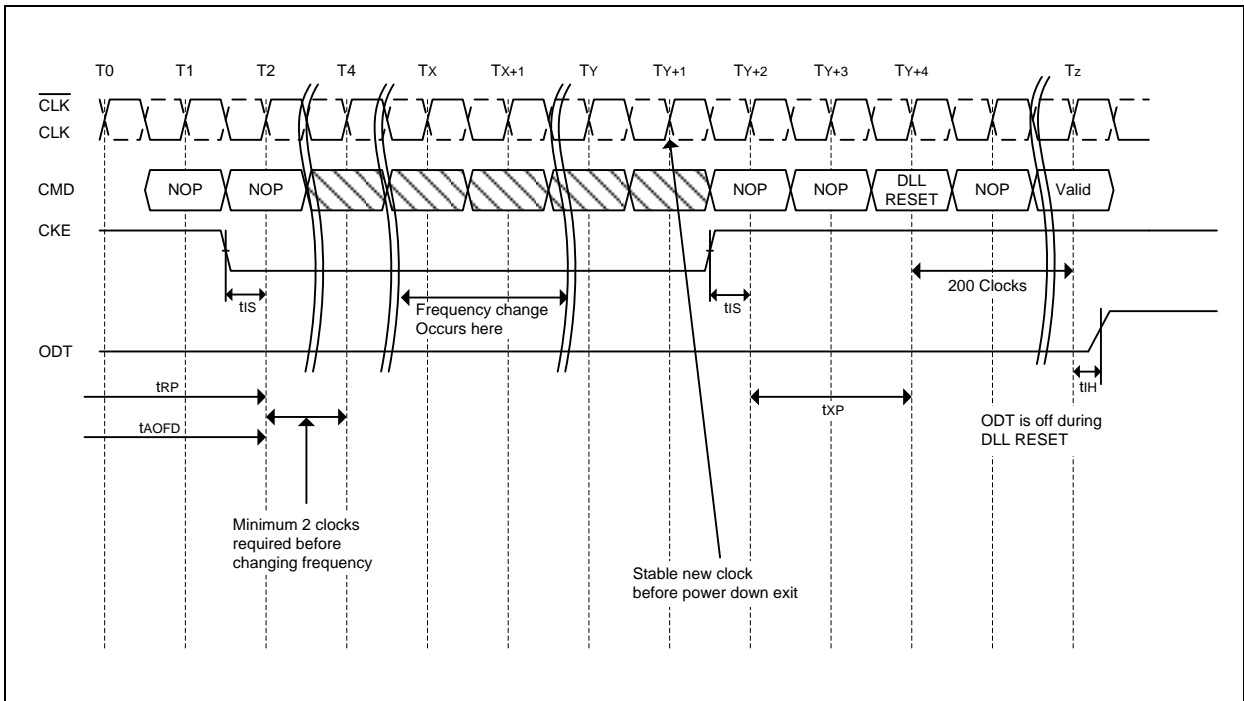 T0 T1 T2 T4 TX TX+1 TY TY+1 TY+2 TY+3 TY+4 Tz
CLK
CLK
CMD NOP NOP NOP NOP DLL RESET NOP Valid
CKE
tIS
Frequency change
Occurs here
tIS
200 Clocks
ODT
tRP
tXP
tIH
tAOFD
ODT is off during
DLL RESET
Minimum 2 clocks
required before
changing frequency
Stable new clock
before power down exit